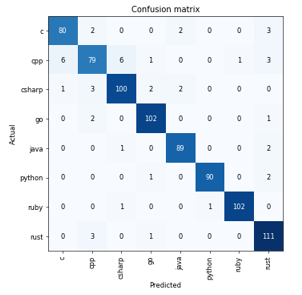 Confusion matrix
c 80 2 0 0 2 0 0 3
cpp 6 79 6 1 0 0 1 3
csharp 1 3 100 2 2 0 0 0
go 0 2 0 102 0 0 0 1
java 0 0 1 0 89 0 0 2
python 0 0 0 1 0 90 0 2
ruby 0 0 1 0 0 1 102 0
rust 0 3 0 1 0 0 0 111
c cpp csharp go java python ruby rust
Actual
Predicted